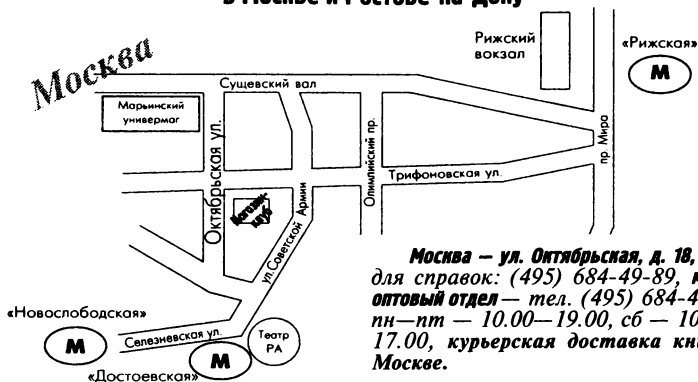 Москва
Рижский
вокзал
«Рижская»
М
Сущевский вал
Марьинский
универмаг
Октябрьская ул.
Олимпийский пр.
пр. Мира
Трифоновская ул.
ул. Советской Армии
Магазин-
клуб
Москва — ул. Октябрьская, д. 18,
для справок: (495) 684-49-89,
оптовый отдел — тел. (495) 684-4
пн—пт — 10.00—19.00, сб — 10
17.00, курьерская доставка кн
Москве.
«Новослободская»
М
Селезневская ул.
Театр
РА
М
«Достоевская»